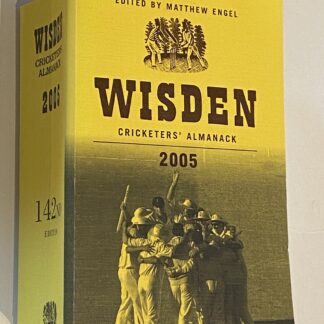 WISDEN
CRICKETERS'
ALMANACK
2005
142ND
EDITION
EDITED BY MATTHEW ENGEL
WISDEN
CRICKETERS' ALMANACK
2005